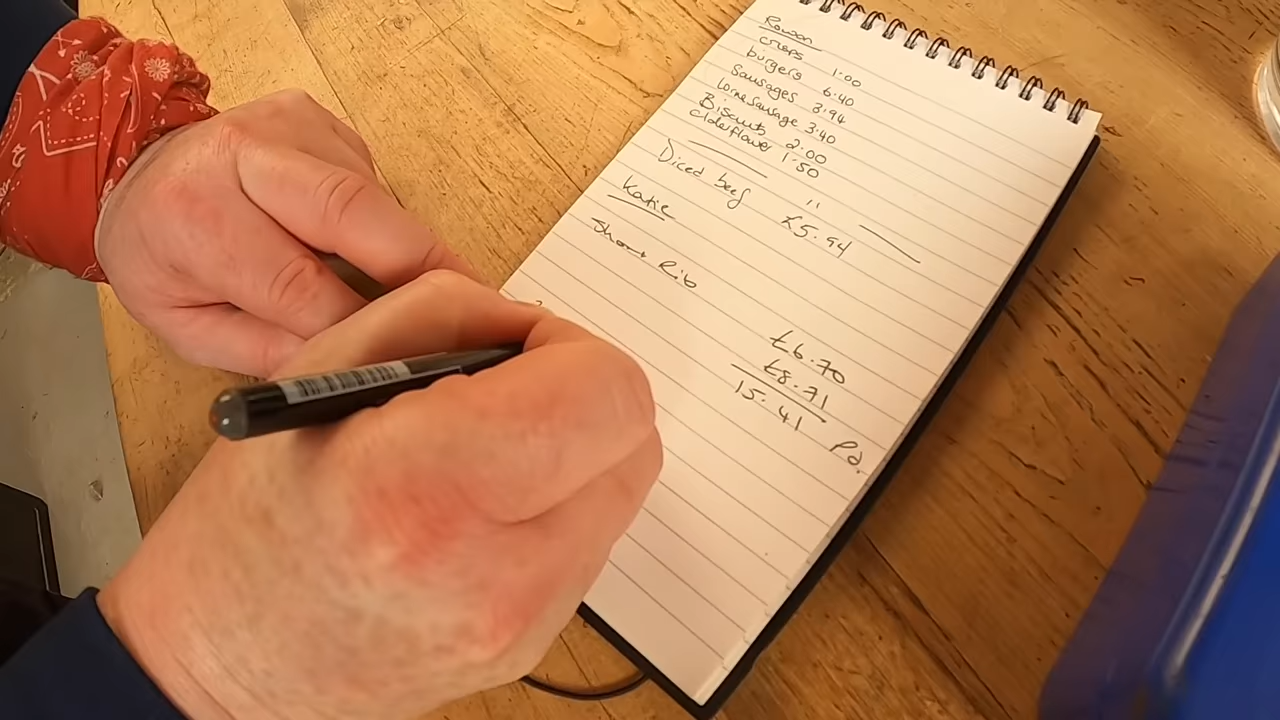 Rowan
crisps 1:00
burgers 6:40
Sausages 3.94
Lorne Sausage 3:40
Biscuits 2:00
elderflower 1.50
Diced beef " £5.94
Katie
Short Rib
£6.70
£8.71
15.41 Pd.